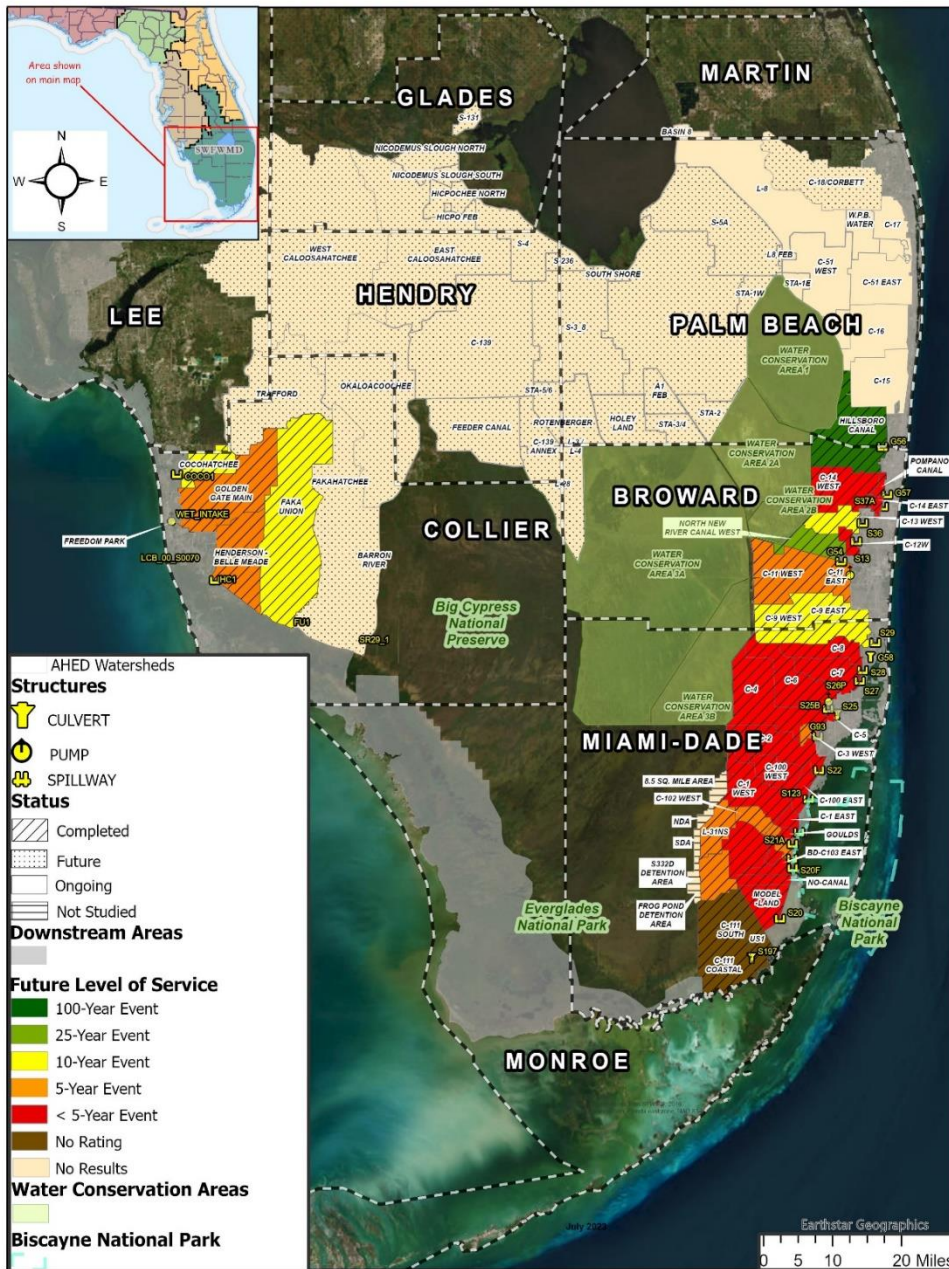 Area shown
on main map
SWFWMD
N
W
E
S
GLADES
MARTIN
S-131
BASIN 8
NICODEMUS SLOUGH NORTH
NICODEMUS SLOUGH SOUTH
HICPOCHEE NORTH
HICPO FEB
L-8
C-18/CORBETT
W.P.B.
WATER
C-17
S-5A
WEST
CALOOSAHATCHEE
EAST
CALOOSAHATCHEE
S-4
S-236
SOUTH SHORE
L8 FEB
C-51
WEST
STA-1E
STA-1W
C-51 EAST
LEE
HENDRY
PALM BEACH
S-3_8
C-16
C-139
WATER
CONSERVATION
AREA 1
C-15
TRAFFORD
OKALOACOOCHEE
STA-5/6
A1
FEB
STA-2
HILLSBORO
CANAL
FEEDER CANAL
ROTENBERGER
HOLEY
LAND
STA-3/4
C-139
ANNEX
L-4
G56
COCOHATCHEE
COCO1
L-28
WATER
CONSERVATION
AREA 2A
POMPANO
CANAL
GOLDEN
GATE MAIN
FAKA
UNION
FAKAHATCHEE
BROWARD
C-14
WEST
G57
S37A
C-14 EAST
WATER
CONSERVATION
AREA 2B
C-13 WEST
WET_INTAKE
COLLIER
NORTH NEW
RIVER CANAL WEST
S36
C-12W
FREEDOM PARK
HENDERSON-
BELLE MEADE
BARRON
RIVER
WATER
CONSERVATION
AREA 3A
G54
S13
LCB_00_S0070
C-11 WEST
C-11
EAST
HC1
Big Cypress
National
Preserve
C-9 WEST
C-9 EAST
FU1
SR29_1
S29
G58
C-8
S28
C-7
S27
C-4
C-6
S26P
WATER
CONSERVATION
AREA 3B
S25B
S25
C-5
G93
C-3 WEST
MIAMI-DADE
C-2
C-100
WEST
S22
8.5 SQ. MILE AREA
C-1
WEST
S123
C-100 EAST
C-102 WEST
C-1 EAST
NDA
L-31NS
GOULDS
SDA
S21A
BD-C103 EAST
S332D
DETENTION
AREA
S20F
NO-CANAL
FROG POND
DETENTION
AREA
MODEL-
LAND
S20
Everglades
National Park
Biscayne
National
Park
C-111
SOUTH
US1
S197
C-111
COASTAL
MONROE
AHED Watersheds
Structures
CULVERT
PUMP
SPILLWAY
Status
Completed
Future
Ongoing
Not Studied
Downstream Areas
Future Level of Service
100-Year Event
25-Year Event
10-Year Event
5-Year Event
< 5-Year Event
No Rating
No Results
Water Conservation Areas
Biscayne National Park
July 2023
Earthstar Geographics
0 5 10 20 Miles